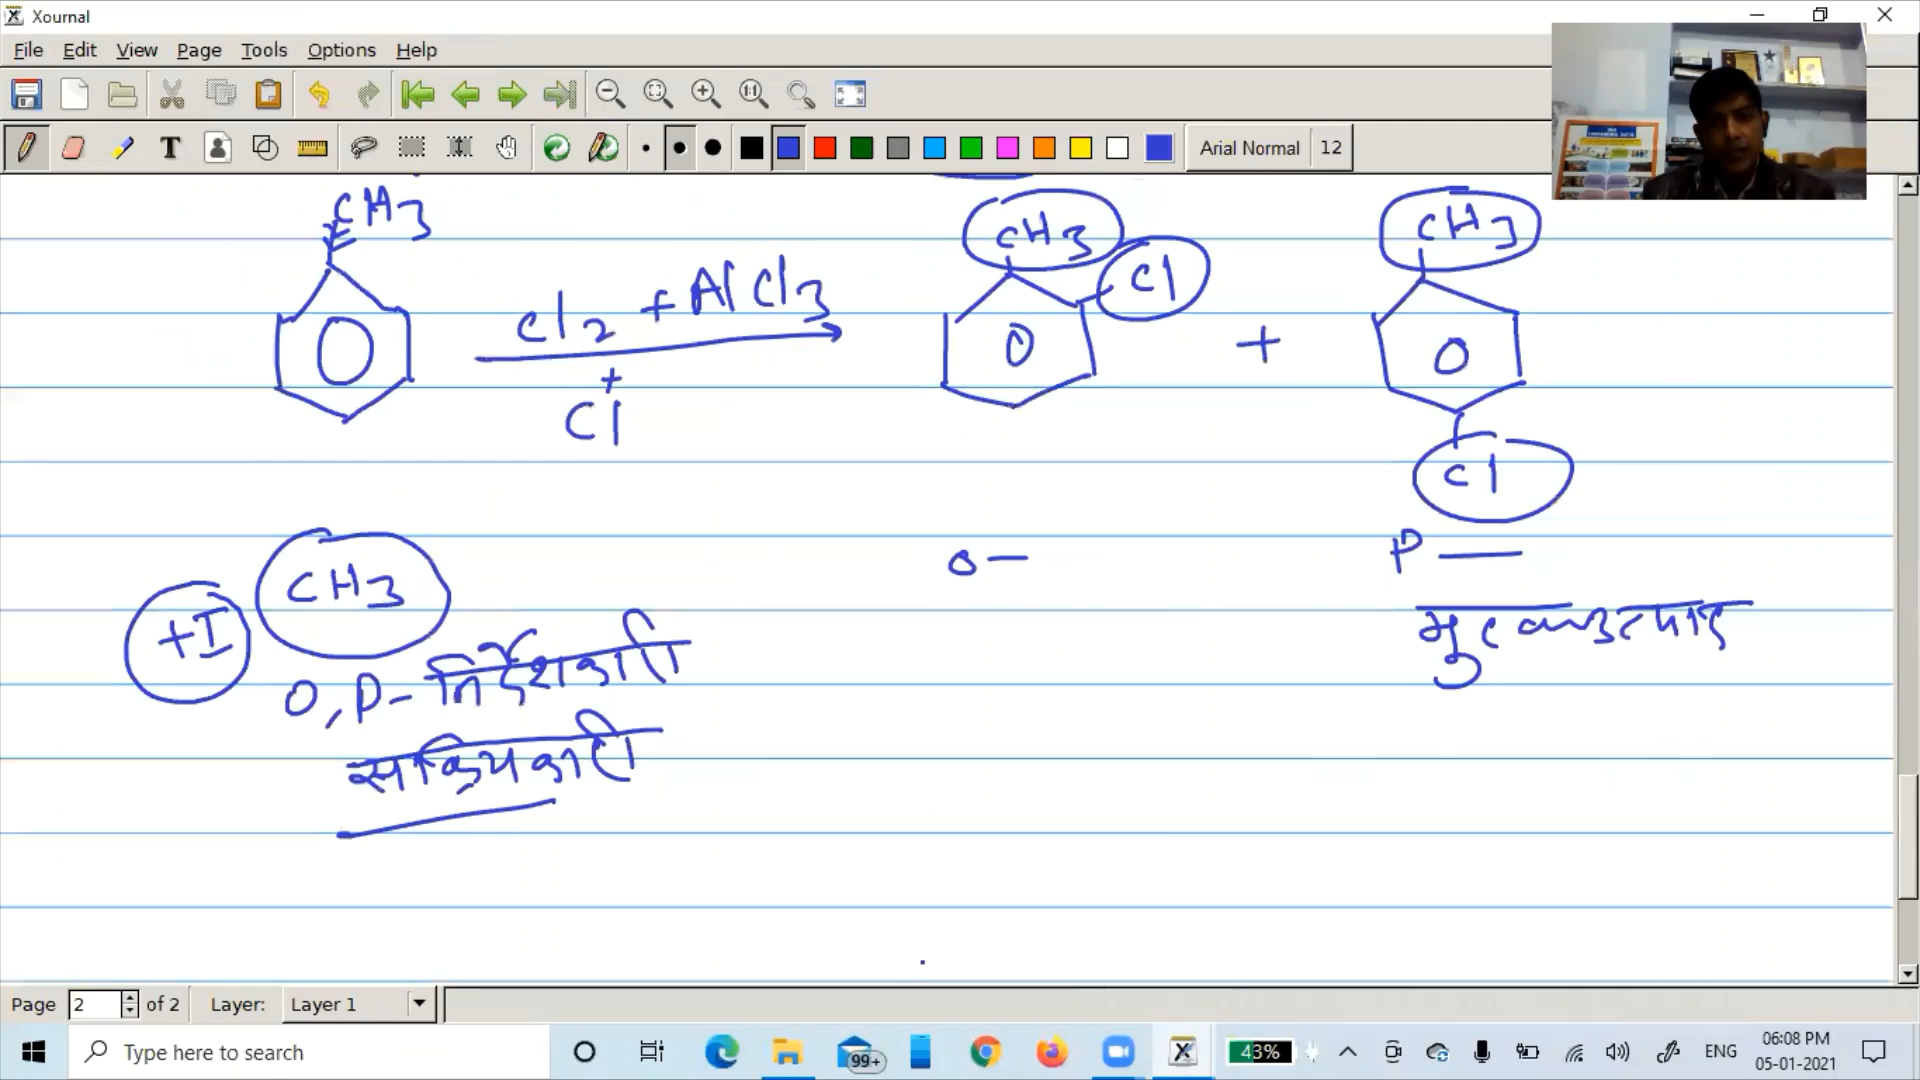 Xournal
File Edit View Page Tools Options Help
Arial Normal 12
CH3
Cl2 + AlCl3
+
Cl
CH3
Cl
+
CH3
Cl
o-
P-
मुख्य उत्पाद
CH3
+I
O, P- निर्देशकारी
सक्रियकारी
Page 2 of 2 Layer: Layer 1
Type here to search
99+
43%
ENG
06:08 PM
05-01-2021